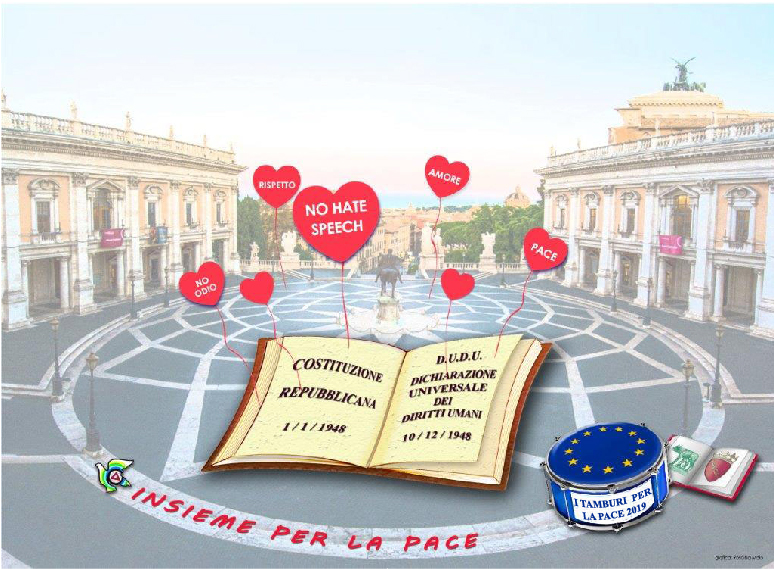 RISPETTO
NO HATE
SPEECH
AMORE
PACE
NO
ODIO
COSTITUZIONE
REPUBBLICANA
1 / 1 / 1948
D.U.D.U.
DICHIARAZIONE
UNIVERSALE
DEI
DIRITTI UMANI
10 / 12 / 1948
I TAMBURI PER
LA PACE 2019
INSIEME PER LA PACE